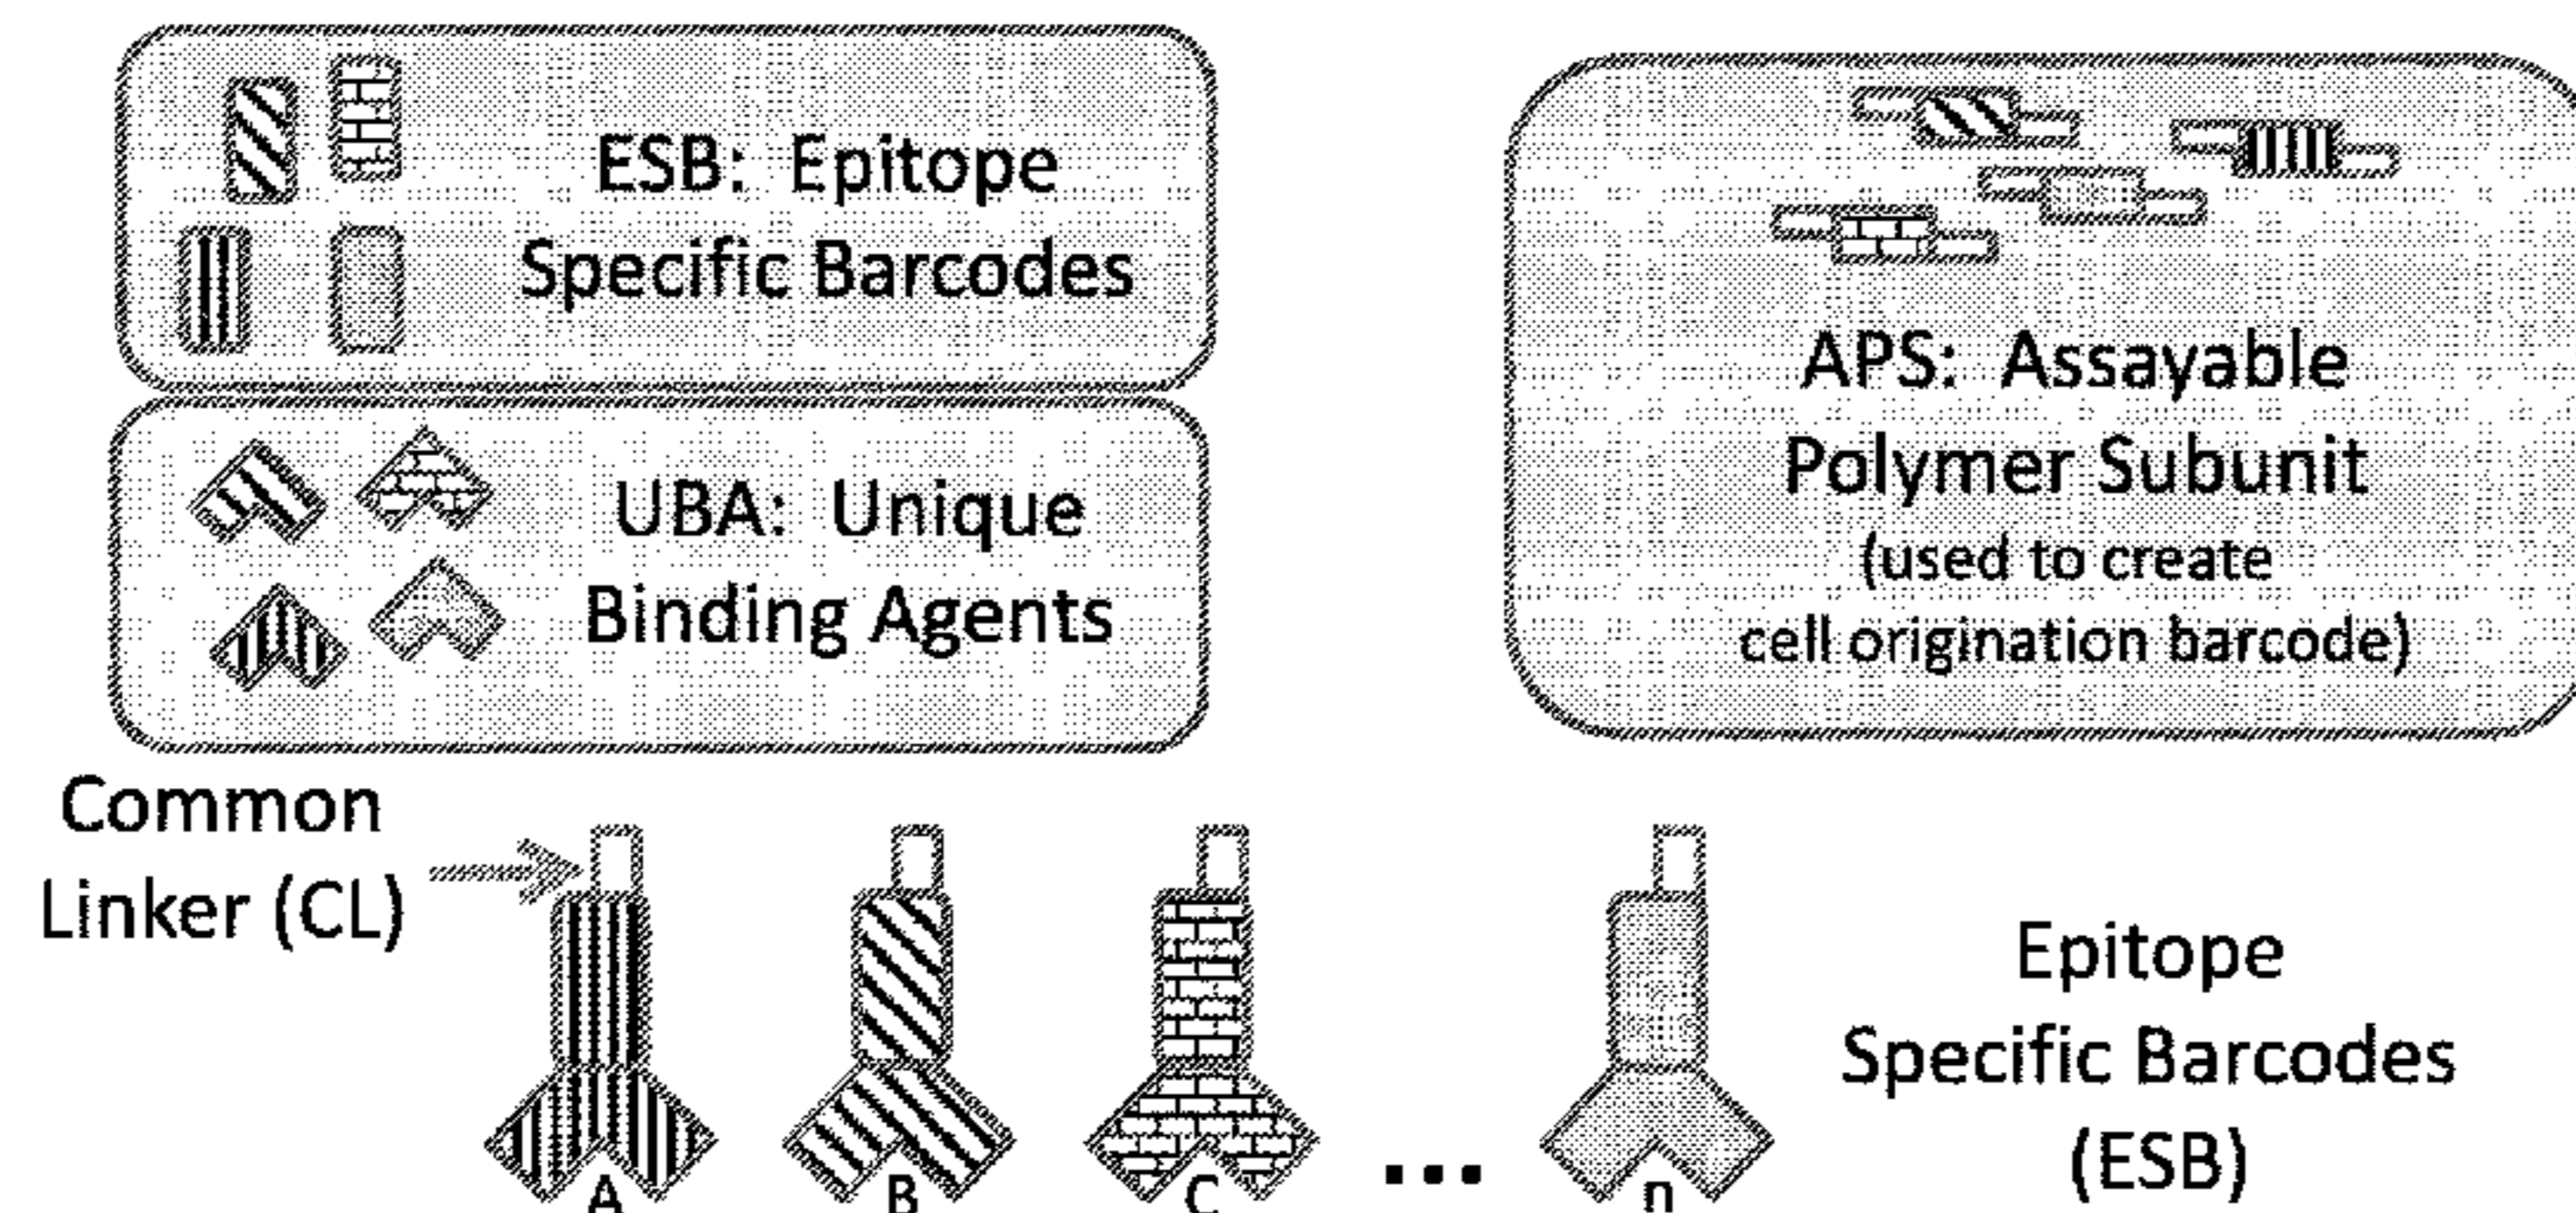 ESB: Epitope
Specific Barcodes
UBA: Unique
Binding Agents
APS: Assayable
Polymer Subunit
(used to create
cell origination barcode)
Common
Linker (CL)
A
B
C
...
n
Epitope
Specific Barcodes
(ESB)